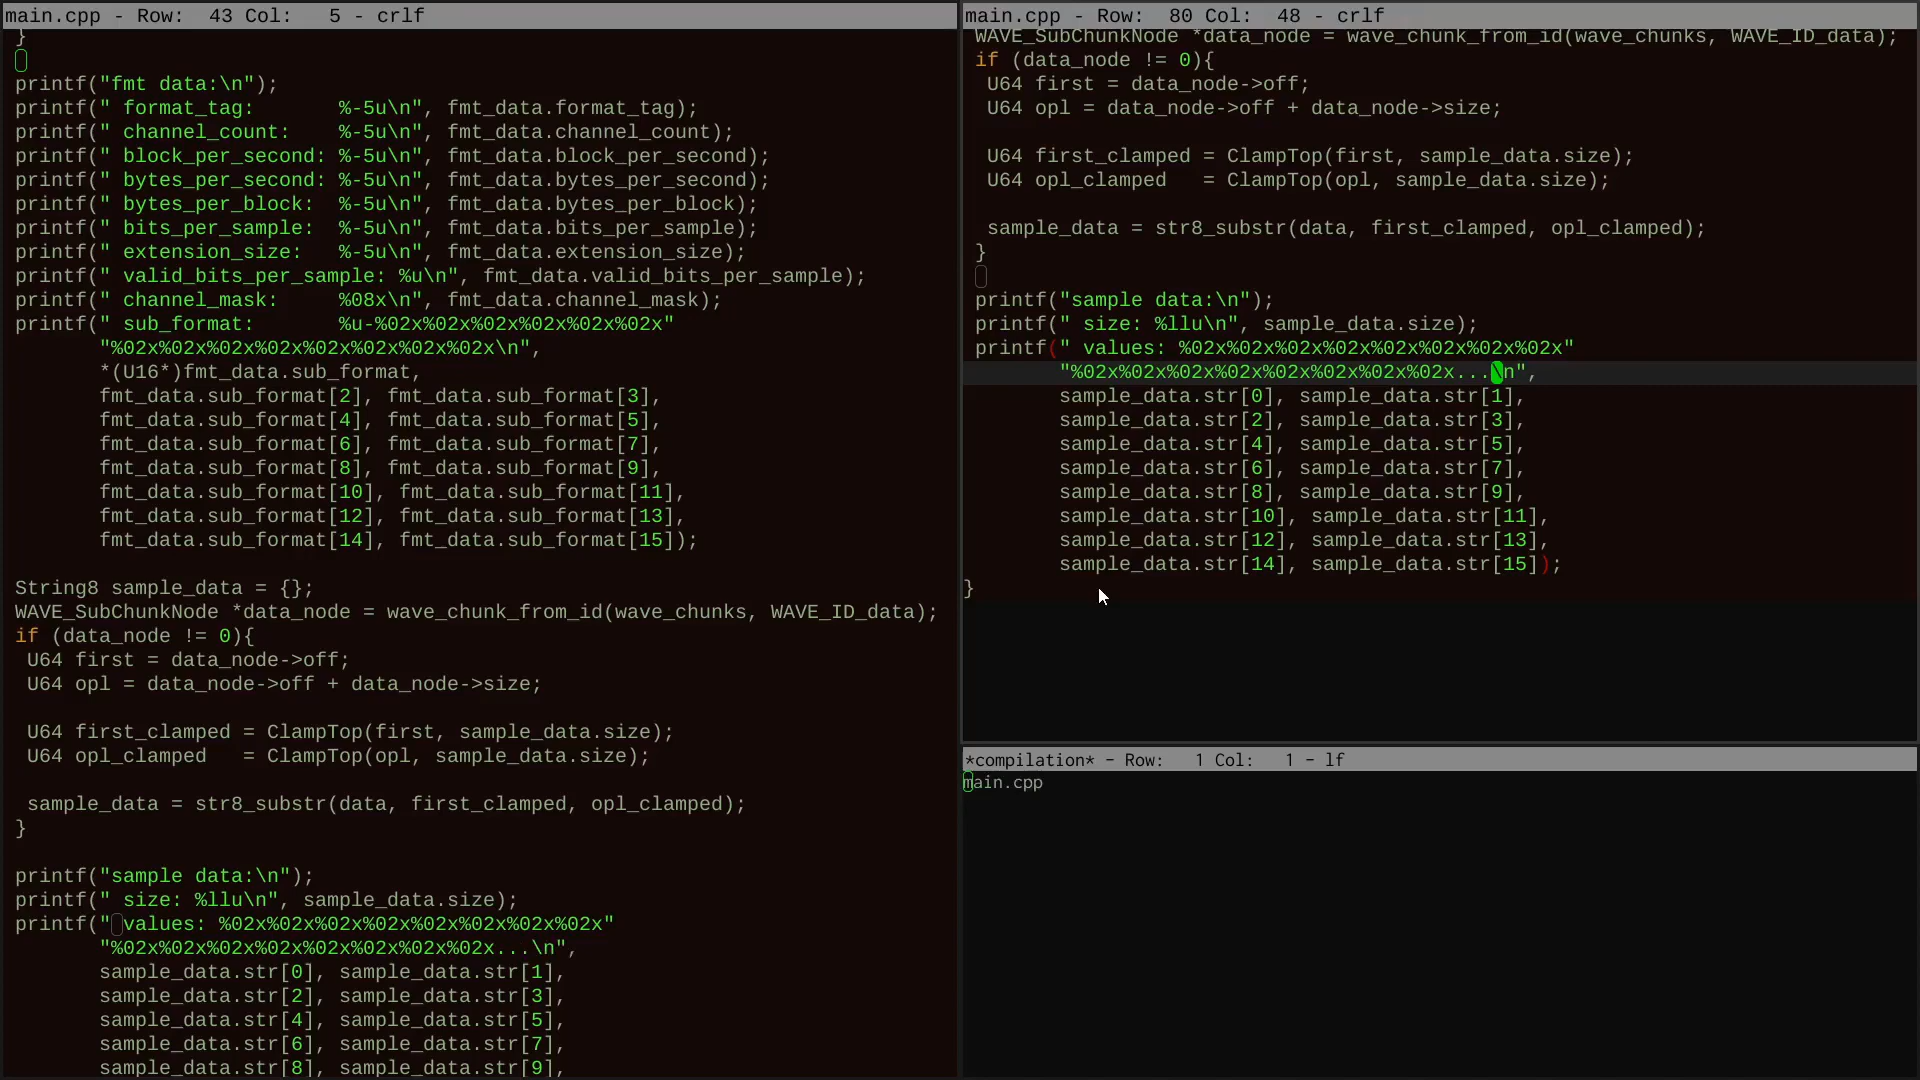 main.cpp - Row:  43 Col:   5 - crlf
}
printf("fmt data:\n");
printf(" format_tag:       %-5u\n", fmt_data.format_tag);
printf(" channel_count:    %-5u\n", fmt_data.channel_count);
printf(" block_per_second: %-5u\n", fmt_data.block_per_second);
printf(" bytes_per_second: %-5u\n", fmt_data.bytes_per_second);
printf(" bytes_per_block:  %-5u\n", fmt_data.bytes_per_block);
printf(" bits_per_sample:  %-5u\n", fmt_data.bits_per_sample);
printf(" extension_size:   %-5u\n", fmt_data.extension_size);
printf(" valid_bits_per_sample: %u\n", fmt_data.valid_bits_per_sample);
printf(" channel_mask:     %08x\n", fmt_data.channel_mask);
printf(" sub_format:       %u-%02x%02x%02x%02x%02x%02x"
"%02x%02x%02x%02x%02x%02x%02x%02x\n",
*(U16*)fmt_data.sub_format,
fmt_data.sub_format[2], fmt_data.sub_format[3],
fmt_data.sub_format[4], fmt_data.sub_format[5],
fmt_data.sub_format[6], fmt_data.sub_format[7],
fmt_data.sub_format[8], fmt_data.sub_format[9],
fmt_data.sub_format[10], fmt_data.sub_format[11],
fmt_data.sub_format[12], fmt_data.sub_format[13],
fmt_data.sub_format[14], fmt_data.sub_format[15]);
String8 sample_data = {};
WAVE_SubChunkNode *data_node = wave_chunk_from_id(wave_chunks, WAVE_ID_data);
if (data_node != 0){
U64 first = data_node->off;
U64 opl = data_node->off + data_node->size;
U64 first_clamped = ClampTop(first, sample_data.size);
U64 opl_clamped   = ClampTop(opl, sample_data.size);
sample_data = str8_substr(data, first_clamped, opl_clamped);
}
printf("sample data:\n");
printf(" size: %llu\n", sample_data.size);
printf(" values: %02x%02x%02x%02x%02x%02x%02x%02x"
"%02x%02x%02x%02x%02x%02x%02x%02x...\n",
sample_data.str[0], sample_data.str[1],
sample_data.str[2], sample_data.str[3],
sample_data.str[4], sample_data.str[5],
sample_data.str[6], sample_data.str[7],
sample_data.str[8], sample_data.str[9],
main.cpp - Row:  80 Col:  48 - crlf
WAVE_SubChunkNode *data_node = wave_chunk_from_id(wave_chunks, WAVE_ID_data);
if (data_node != 0){
U64 first = data_node->off;
U64 opl = data_node->off + data_node->size;
U64 first_clamped = ClampTop(first, sample_data.size);
U64 opl_clamped   = ClampTop(opl, sample_data.size);
sample_data = str8_substr(data, first_clamped, opl_clamped);
}
printf("sample data:\n");
printf(" size: %llu\n", sample_data.size);
printf(" values: %02x%02x%02x%02x%02x%02x%02x%02x"
"%02x%02x%02x%02x%02x%02x%02x%02x...\n",
sample_data.str[0], sample_data.str[1],
sample_data.str[2], sample_data.str[3],
sample_data.str[4], sample_data.str[5],
sample_data.str[6], sample_data.str[7],
sample_data.str[8], sample_data.str[9],
sample_data.str[10], sample_data.str[11],
sample_data.str[12], sample_data.str[13],
sample_data.str[14], sample_data.str[15]);
}
*compilation* - Row:   1 Col:   1 - lf
main.cpp